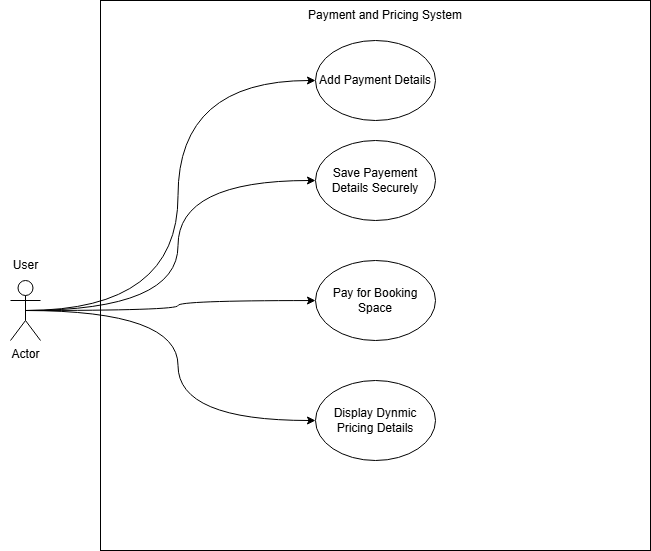 Payment and Pricing System
Add Payment Details
Save Payement
Details Securely
User
Pay for Booking
Space
Actor
Display Dynmic
Pricing Details